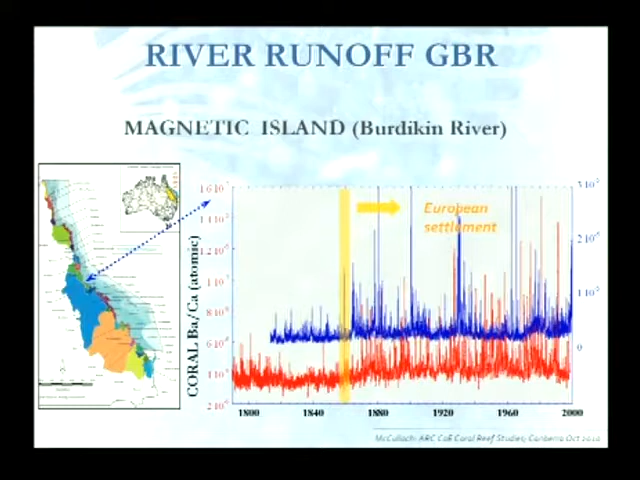 RIVER RUNOFF GBR
MAGNETIC ISLAND (Burdikin River)
European
settlement
CORAL Ba/Ca (atomic)
0
1800 1840 1880 1920 1960 2000
McCulloch: ARC CoE Coral Reef Studies; Canberra Oct 2010